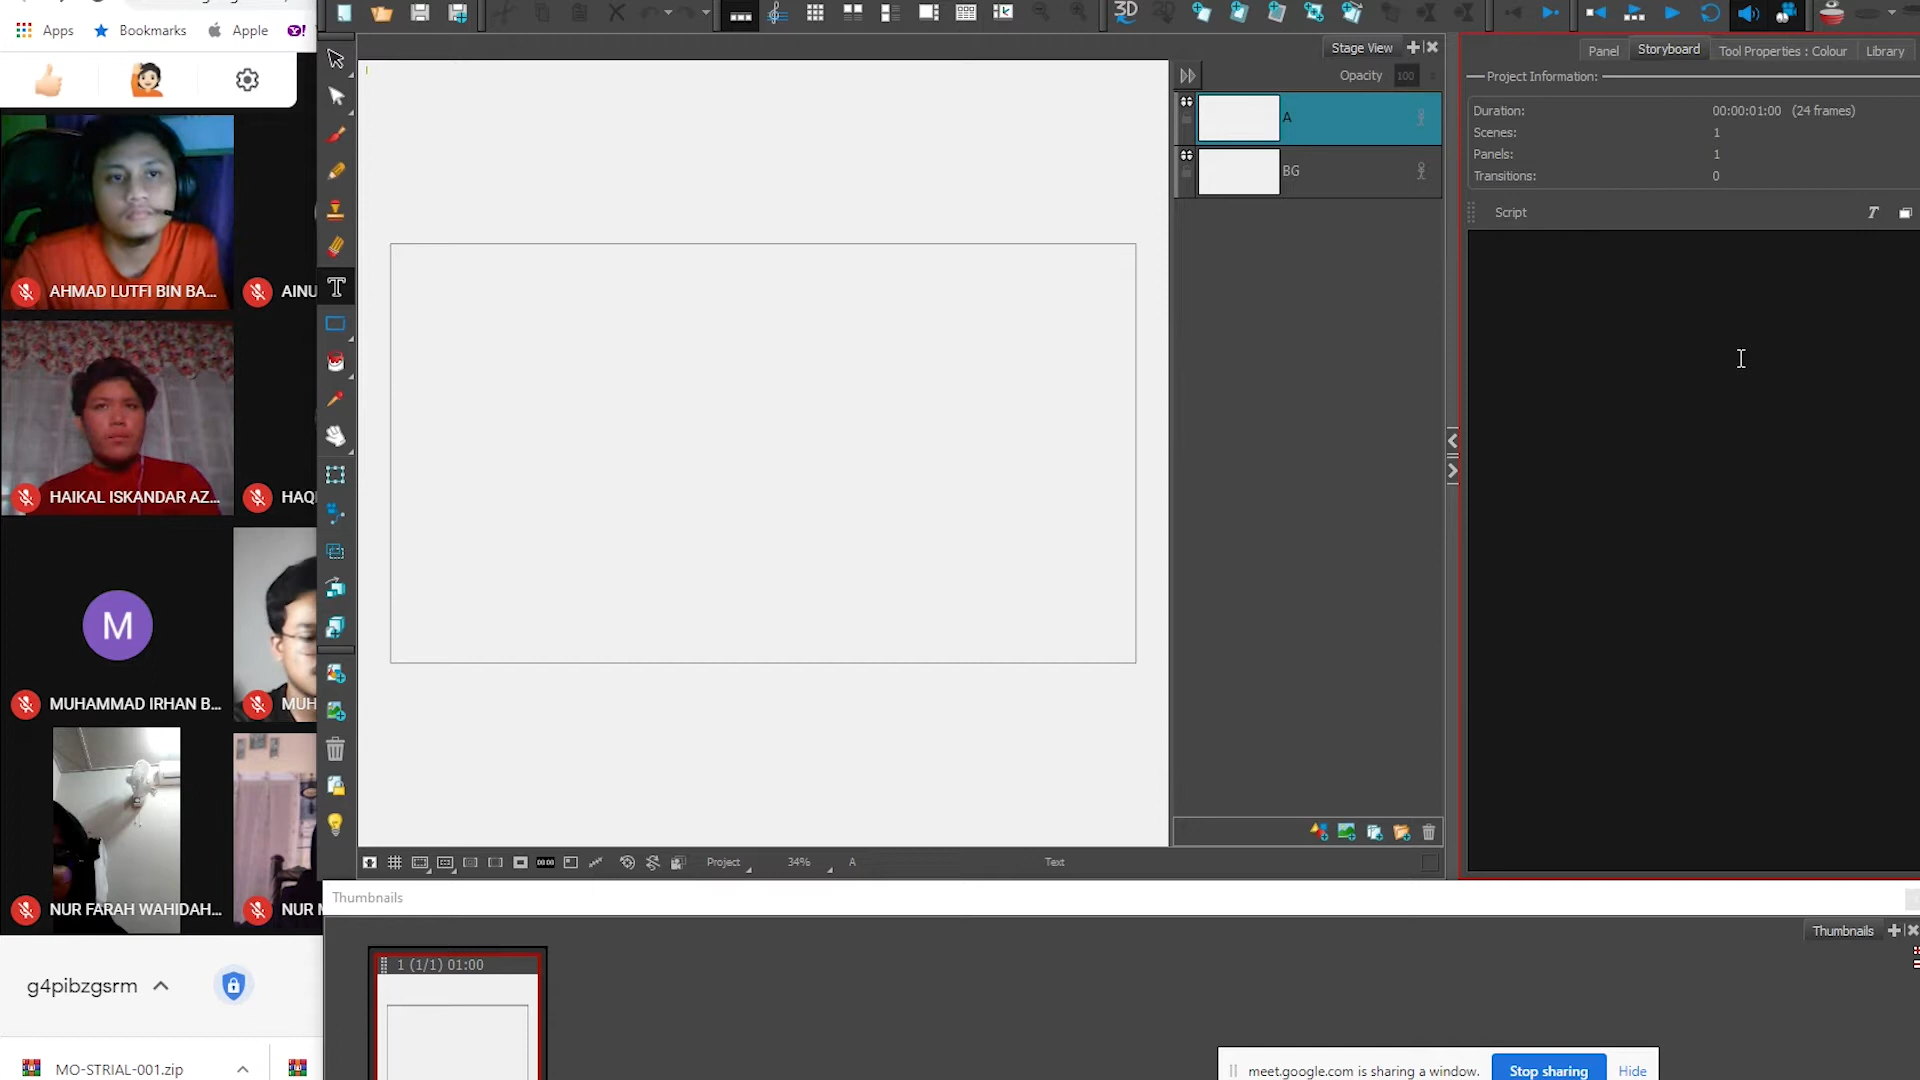 Apps
Bookmarks
Apple
AHMAD LUTFI BIN BA...
AINU
HAIKAL ISKANDAR AZ...
HAQI
M
MUHAMMAD IRHAN B...
MUH
NUR FARAH WAHIDAH...
NUR M
g4pibzgsrm
MO-STRIAL-001.zip
3D
Stage View
Opacity 100
A
BG
Panel
Storyboard
Tool Properties : Colour
Library
Project Information:
Duration: 00:00:01:00 (24 frames)
Scenes: 1
Panels: 1
Transitions: 0
Script
Project
34%
A
Text
Thumbnails
Thumbnails
1 (1/1) 01:00
meet.google.com is sharing a window.
Stop sharing
Hide